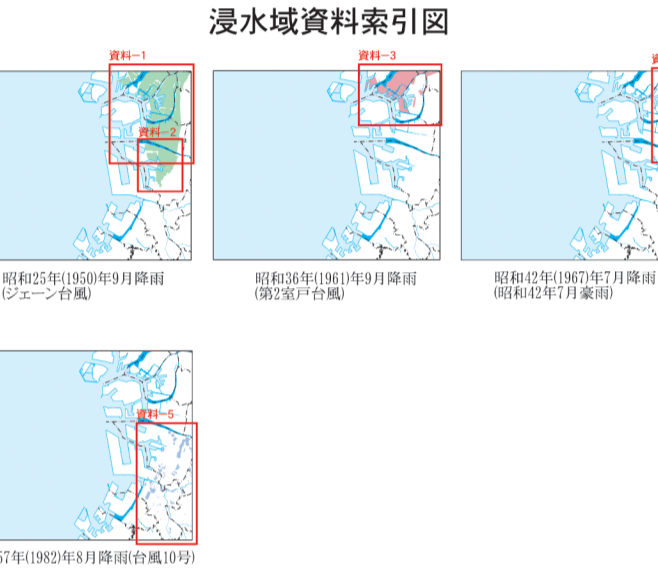 浸水域資料索引図
資料−1
資料−2
資料−3
昭和25年(1950)年9月降雨
(ジェーン台風)
昭和36年(1961)年9月降雨
(第2室戸台風)
昭和42年(1967)年7月降雨
(昭和42年7月豪雨)
資料−5
57年(1982)年8月降雨(台風10号)